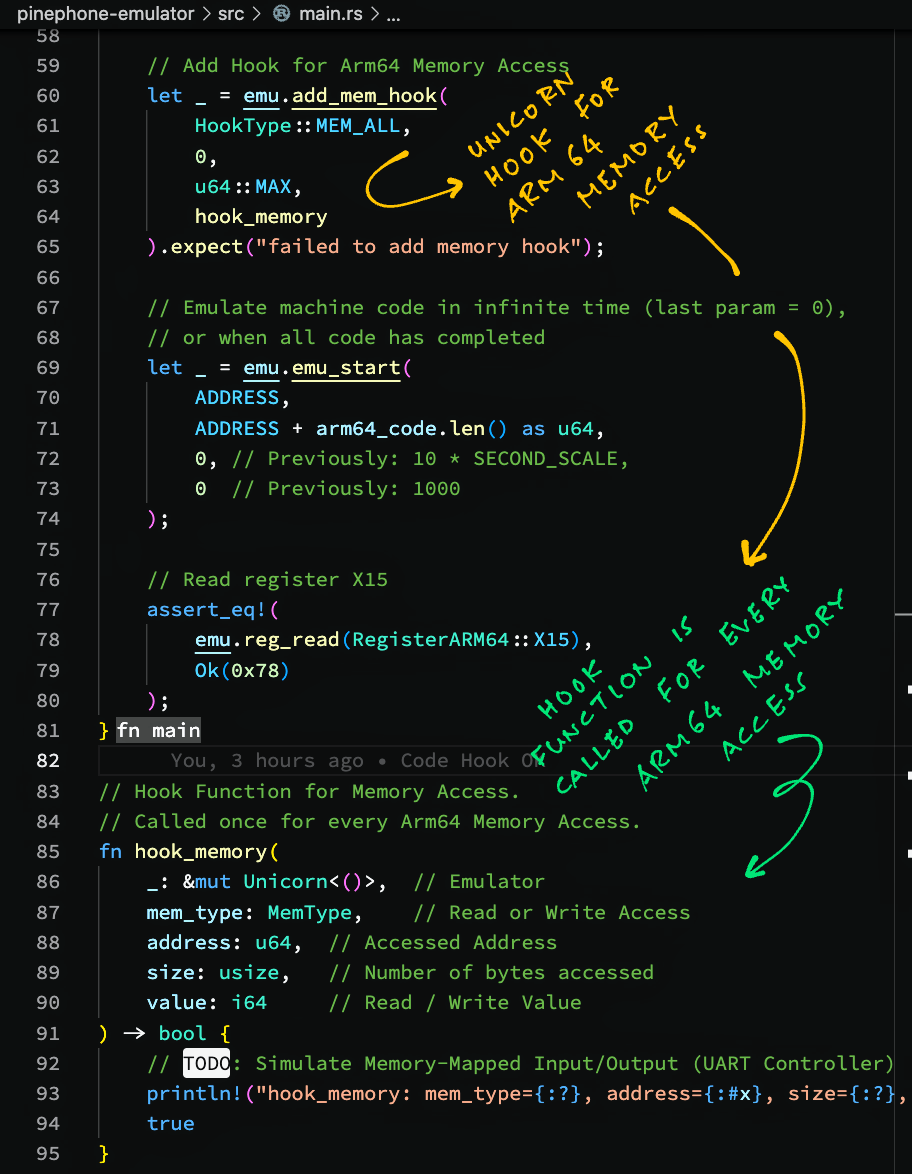 pinephone-emulator > src > main.rs > ...
58
59 // Add Hook for Arm64 Memory Access
60 let _ = emu.add_mem_hook(
61 HookType::MEM_ALL,
62 0,
63 u64::MAX,
64 hook_memory
65 ).expect("failed to add memory hook");
66
67 // Emulate machine code in infinite time (last param = 0),
68 // or when all code has completed
69 let _ = emu.emu_start(
70 ADDRESS,
71 ADDRESS + arm64_code.len() as u64,
72 0, // Previously: 10 * SECOND_SCALE,
73 0 // Previously: 1000
74 );
75
76 // Read register X15
77 assert_eq!(
78 emu.reg_read(RegisterARM64::X15),
79 Ok(0x78)
80 );
81 } fn main
82 You, 3 hours ago • Code Hook OK
83 // Hook Function for Memory Access.
84 // Called once for every Arm64 Memory Access.
85 fn hook_memory(
86 _: &mut Unicorn<()>, // Emulator
87 mem_type: MemType, // Read or Write Access
88 address: u64, // Accessed Address
89 size: usize, // Number of bytes accessed
90 value: i64 // Read / Write Value
91 ) -> bool {
92 // TODO: Simulate Memory-Mapped Input/Output (UART Controller)
93 println!("hook_memory: mem_type={:?}, address={:#x}, size={:?},
94 true
95 }
UNICORN
HOOK FOR
ARM 64
MEMORY
ACCESS
HOOK
FUNCTION IS
CALLED FOR EVERY
ARM64 MEMORY
ACCESS